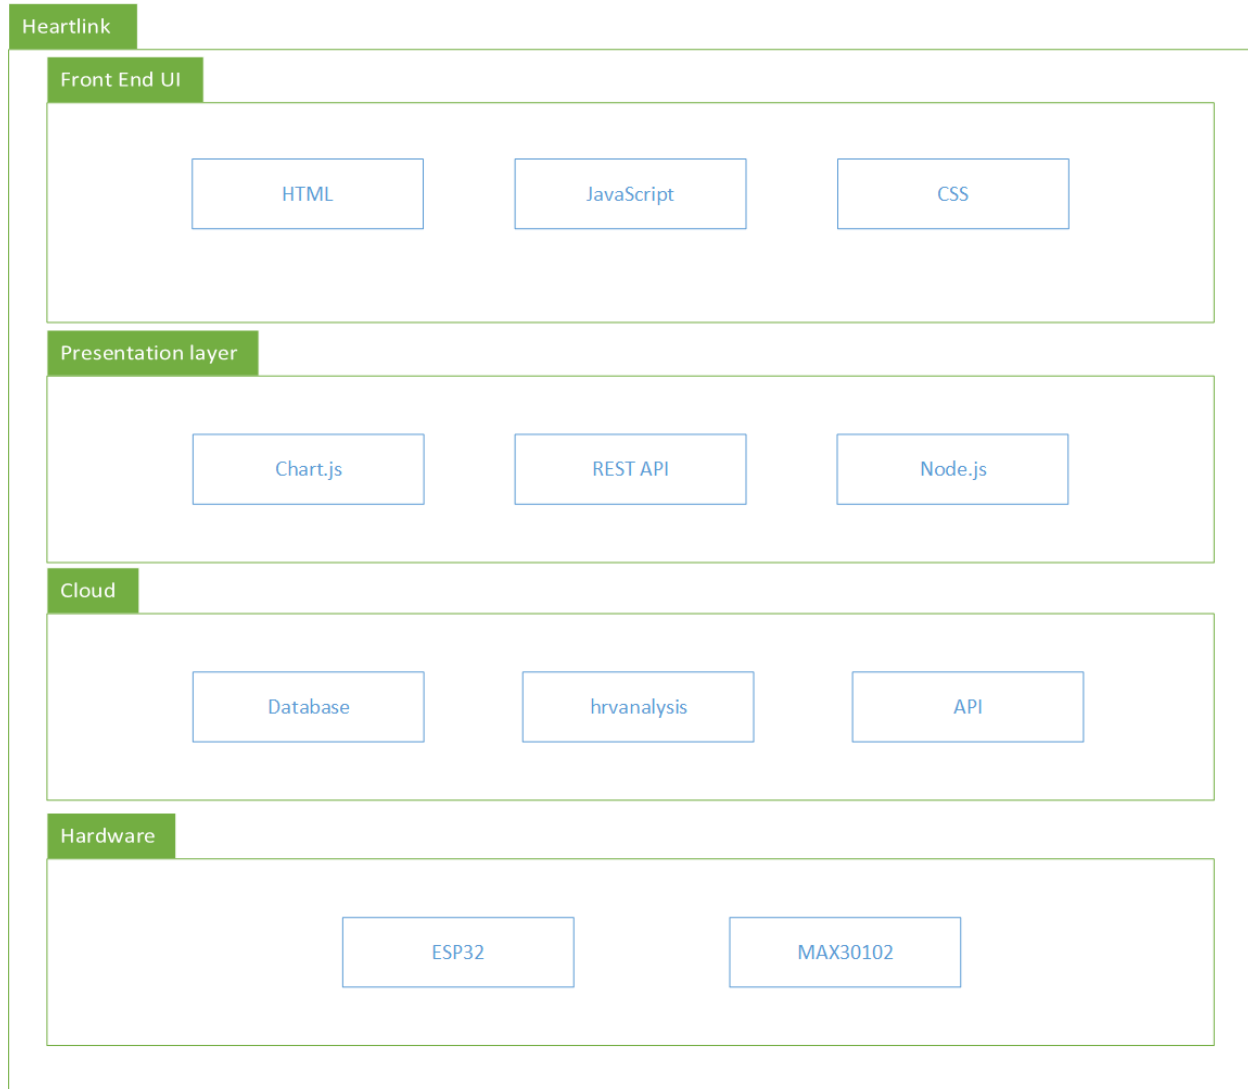 Heartlink
Front End UI
HTML
JavaScript
CSS
Presentation layer
Chart.js
REST API
Node.js
Cloud
Database
hrvanalysis
API
Hardware
ESP32
MAX30102